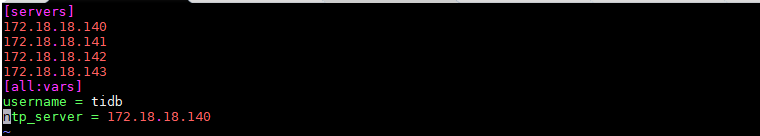 [servers]
172.18.18.140
172.18.18.141
172.18.18.142
172.18.18.143
[all:vars]
username = tidb
ntp_server = 172.18.18.140
~